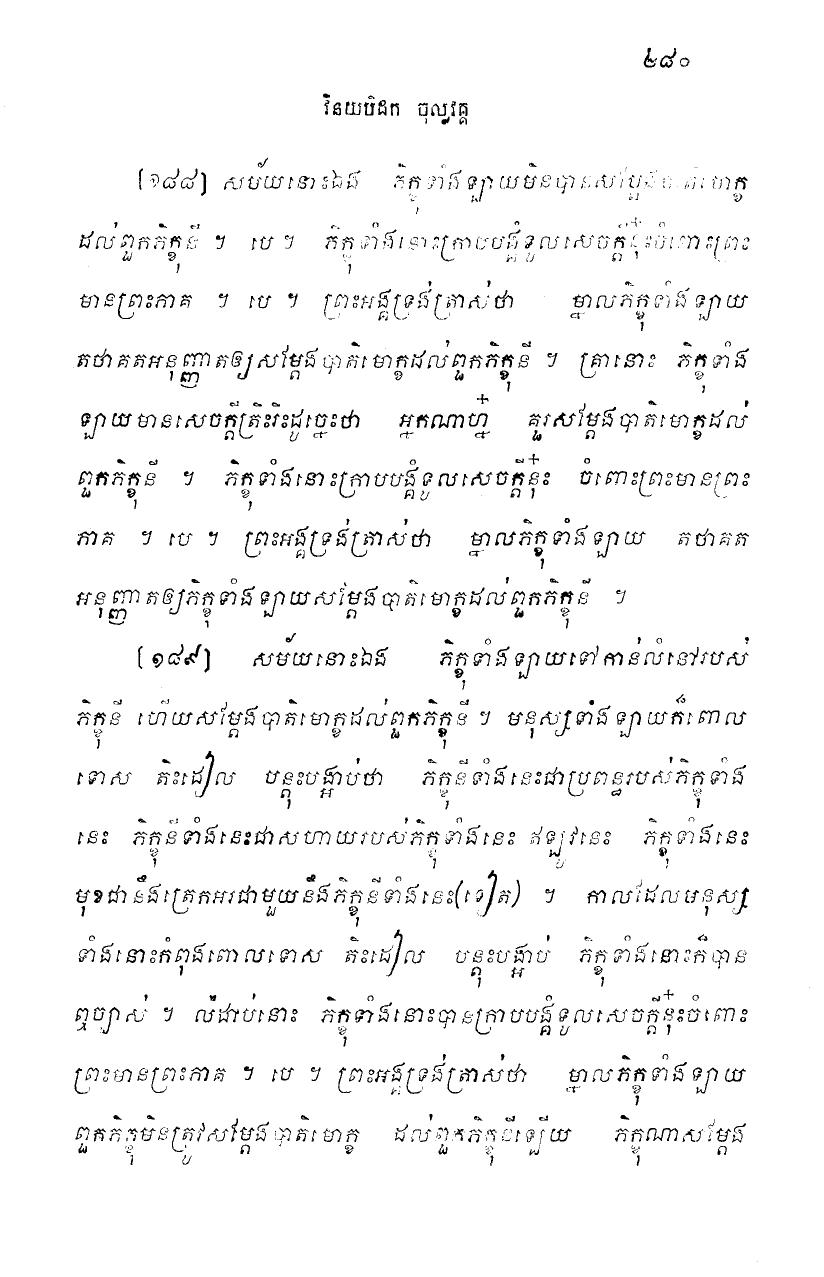 ២៨០
វិនយបិដក ចុល្លវគ្គ
[១៨៨] សម័យនោះឯង ភិក្ខុទាំងឡាយមិនបានសម្តែងបាតិមោក្ខ
ដល់ពួកភិក្ខុនី ។ បេ ។ ភិក្ខុទាំងនោះក្រាបបង្គំទូលសេចក្តីនុ៎ះចំពោះព្រះ
មានព្រះភាគ ។ បេ ។ ព្រះអង្គទ្រង់ត្រាស់ថា ម្នាលភិក្ខុទាំងឡាយ
តថាគតអនុញ្ញាតឲ្យសម្តែងបាតិមោក្ខដល់ពួកភិក្ខុនី ។ គ្រានោះ ភិក្ខុទាំង
ឡាយមានសេចក្តីត្រិះរិះដូច្នេះថា អ្នកណាហ្ន៎ គួរសម្តែងបាតិមោក្ខដល់
ពួកភិក្ខុនី ។ ភិក្ខុទាំងនោះក្រាបបង្គំទូលសេចក្តីនុ៎ះ ចំពោះព្រះមានព្រះ
ភាគ ។ បេ ។ ព្រះអង្គទ្រង់ត្រាស់ថា ម្នាលភិក្ខុទាំងឡាយ តថាគត
អនុញ្ញាតឲ្យភិក្ខុទាំងឡាយសម្តែងបាតិមោក្ខដល់ពួកភិក្ខុនី ។
[១៨៩] សម័យនោះឯង ភិក្ខុទាំងឡាយទៅកាន់លំនៅរបស់
ភិក្ខុនី ហើយសម្តែងបាតិមោក្ខដល់ពួកភិក្ខុនី ។ មនុស្សទាំងឡាយក៏ពោល
ទោស តិះដៀល បន្តុះបង្អាប់ថា ភិក្ខុនីទាំងនេះជាប្រពន្ធរបស់ភិក្ខុទាំង
នេះ ភិក្ខុនីទាំងនេះជាសហាយរបស់ភិក្ខុទាំងនេះ ឥឡូវនេះ ភិក្ខុទាំងនេះ
មុខជានឹងត្រេកអរជាមួយនឹងភិក្ខុនីទាំងនេះ(ទៀត) ។ កាលដែលមនុស្ស
ទាំងនោះកំពុងពោលទោស តិះដៀល បន្តុះបង្អាប់ ភិក្ខុទាំងនោះក៏បាន
ឮច្បាស់ ។ លំដាប់នោះ ភិក្ខុទាំងនោះបានក្រាបបង្គំទូលសេចក្តីនុ៎ះចំពោះ
ព្រះមានព្រះភាគ ។ បេ ។ ព្រះអង្គទ្រង់ត្រាស់ថា ម្នាលភិក្ខុទាំងឡាយ
ពួកភិក្ខុមិនត្រូវសម្តែងបាតិមោក្ខ ដល់ពួកភិក្ខុនីឡើយ ភិក្ខុណាសម្តែង